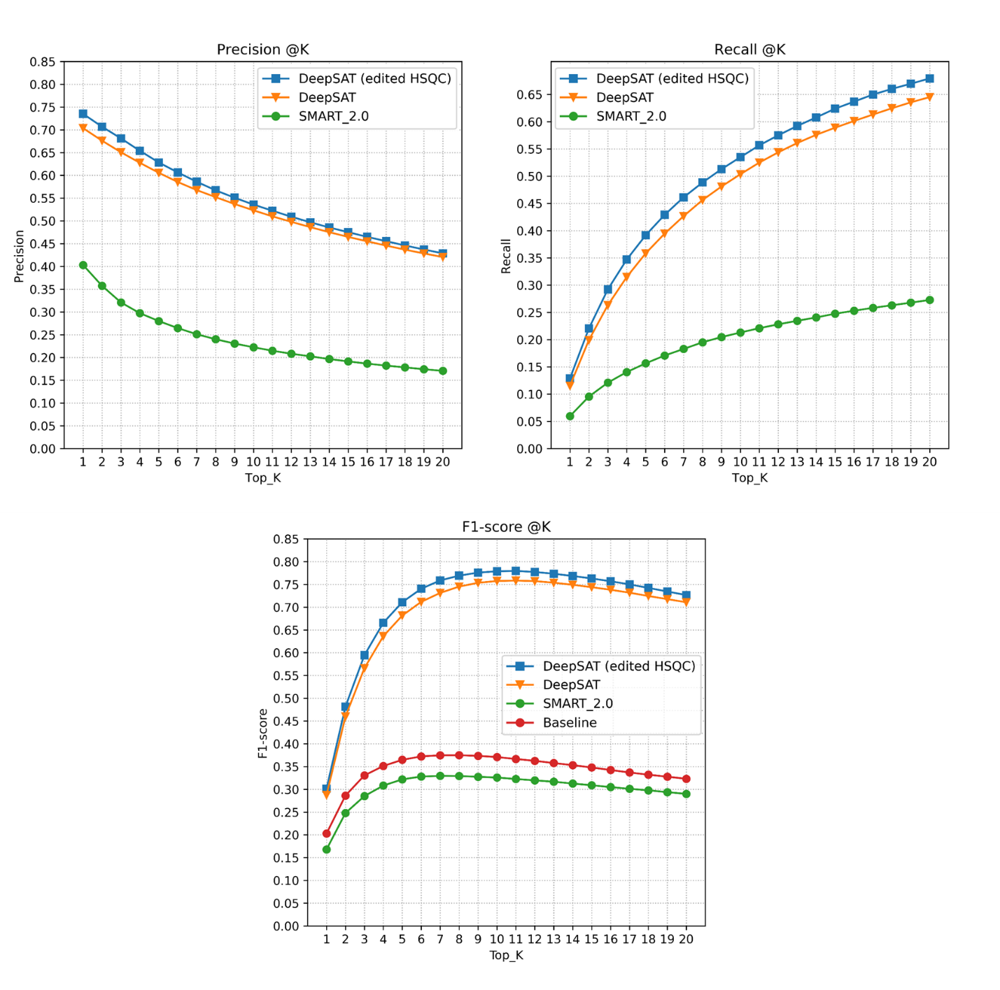 Precision @K
0.85
0.80
0.75
0.70
0.65
0.60
0.55
0.50
0.45
0.40
0.35
0.30
0.25
0.20
0.15
0.10
0.05
0.00
Precision
DeepSAT (edited HSQC)
DeepSAT
SMART_2.0
1 2 3 4 5 6 7 8 9 10 11 12 13 14 15 16 17 18 19 20
Top_K
Recall @K
0.65
0.60
0.55
0.50
0.45
0.40
0.35
0.30
0.25
0.20
0.15
0.10
0.05
0.00
Recall
DeepSAT (edited HSQC)
DeepSAT
SMART_2.0
1 2 3 4 5 6 7 8 9 10 11 12 13 14 15 16 17 18 19 20
Top_K
F1-score @K
0.85
0.80
0.75
0.70
0.65
0.60
0.55
0.50
0.45
0.40
0.35
0.30
0.25
0.20
0.15
0.10
0.05
0.00
F1-score
DeepSAT (edited HSQC)
DeepSAT
SMART_2.0
Baseline
1 2 3 4 5 6 7 8 9 10 11 12 13 14 15 16 17 18 19 20
Top_K